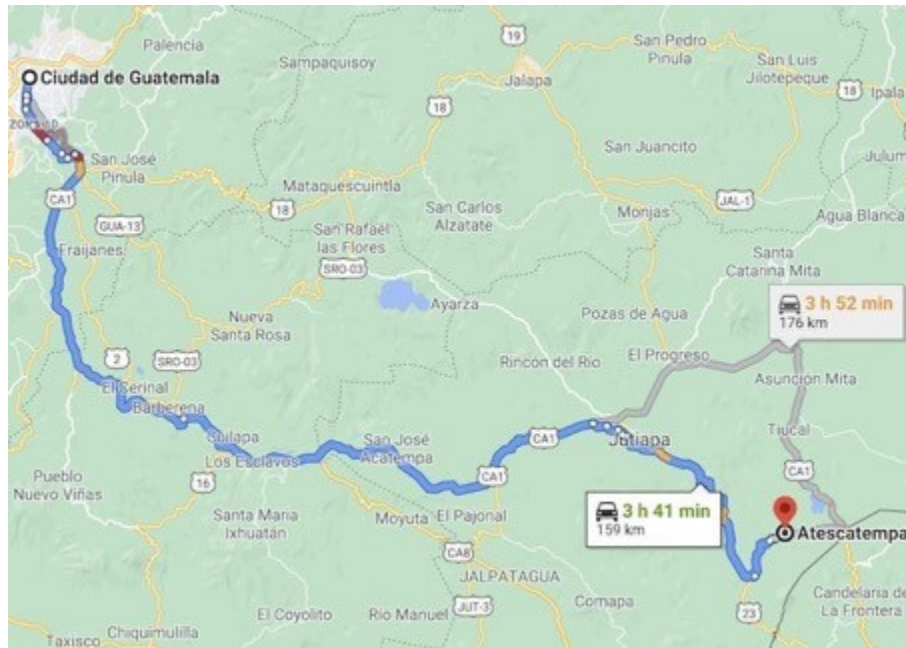 Palencia
19
San Pedro
Pinula
San Luis
Jilotepeque
Sampaquisoy
Jalapa
Ciudad de Guatemala
18
18
Ipala
San José
Pinula
San Juancito
Julum
Mataquescuintla
CA1
18
JAL-1
San Carlos
Alzatate
Monjas
Agua Blanca
GUA-13
San Rafael
las Flores
Fraijanes
SRO-03
Santa
Catarina Mita
Ayarza
3 h 52 min
176 km
Nueva
Santa Rosa
Pozas de Agua
2
SRO-03
Rincón del Río
El Progreso
El Cerinal
Asunción Mita
Barberena
Cuilapa
San José
Acatempa
CA1
Jutiapa
Tiucal
Los Esclavos
CA1
CA1
Pueblo
Nuevo Viñas
16
3 h 41 min
159 km
Santa Maria
Ixhuatán
Moyuta
El Pajonal
Atescatempa
CA8
JALPATAGUA
Candelaria de
La Frontera
El Coyolito
Río Manuel
JUT-3
Comapa
23
Taxisco
Chiquimulilla